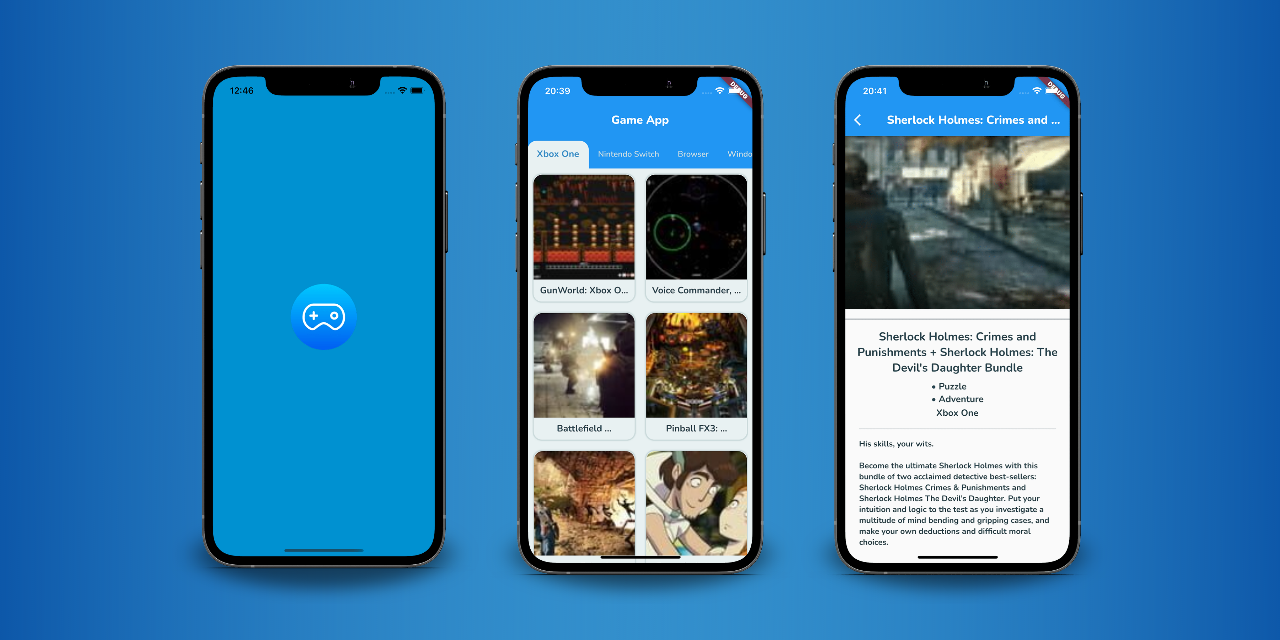 12:46
20:39
DEBUG
Game App
Xbox One
Nintendo Switch
Browser
Windo
GunWorld: Xbox O...
Voice Commander, ...
Battlefield ...
Pinball FX3: ...
20:41
DEBUG
Sherlock Holmes: Crimes and ...
Sherlock Holmes: Crimes and
Punishments + Sherlock Holmes: The
Devil's Daughter Bundle
• Puzzle
• Adventure
Xbox One
His skills, your wits.
Become the ultimate Sherlock Holmes with this
bundle of two acclaimed detective best-sellers:
Sherlock Holmes Crimes & Punishments and
Sherlock Holmes The Devil's Daughter. Put your
intuition and logic to the test as you investigate a
multitude of mind bending and gripping cases, and
make your own deductions and difficult moral
choices.